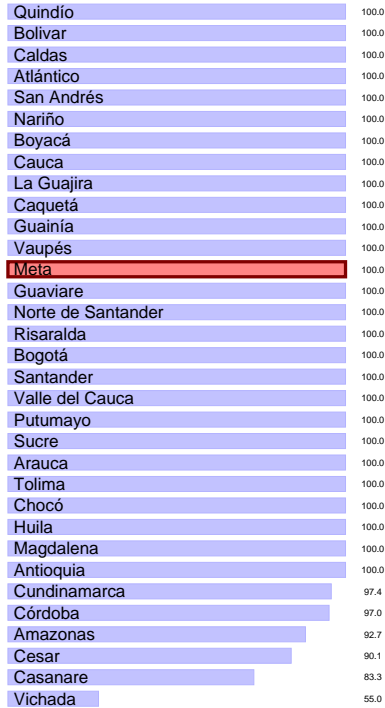 Quindío 100.0
Bolivar 100.0
Caldas 100.0
Atlántico 100.0
San Andrés 100.0
Nariño 100.0
Boyacá 100.0
Cauca 100.0
La Guajira 100.0
Caquetá 100.0
Guainía 100.0
Vaupés 100.0
Meta 100.0
Guaviare 100.0
Norte de Santander 100.0
Risaralda 100.0
Bogotá 100.0
Santander 100.0
Valle del Cauca 100.0
Putumayo 100.0
Sucre 100.0
Arauca 100.0
Tolima 100.0
Chocó 100.0
Huila 100.0
Magdalena 100.0
Antioquia 100.0
Cundinamarca 97.4
Córdoba 97.0
Amazonas 92.7
Cesar 90.1
Casanare 83.3
Vichada 55.0